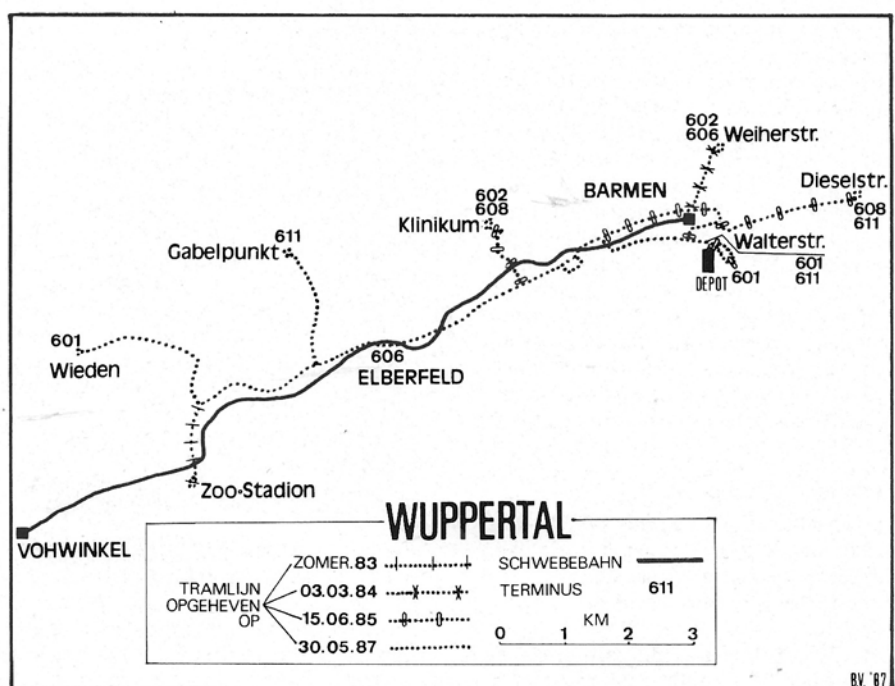 602
606 Weiherstr.
Dieselstr.
608
611
BARMEN
602
608
Klinikum
Walterstr.
601
611
601
DEPOT
611
Gabelpunkt
601
Wieden
606
ELBERFELD
Zoo•Stadion
VOHWINKEL
WUPPERTAL
TRAMLIJN
OPGEHEVEN
OP
ZOMER.83
03.03.84
15.06.85
30.05.87
SCHWEBEBAHN
TERMINUS 611
KM
0 1 2 3
B.V. '87